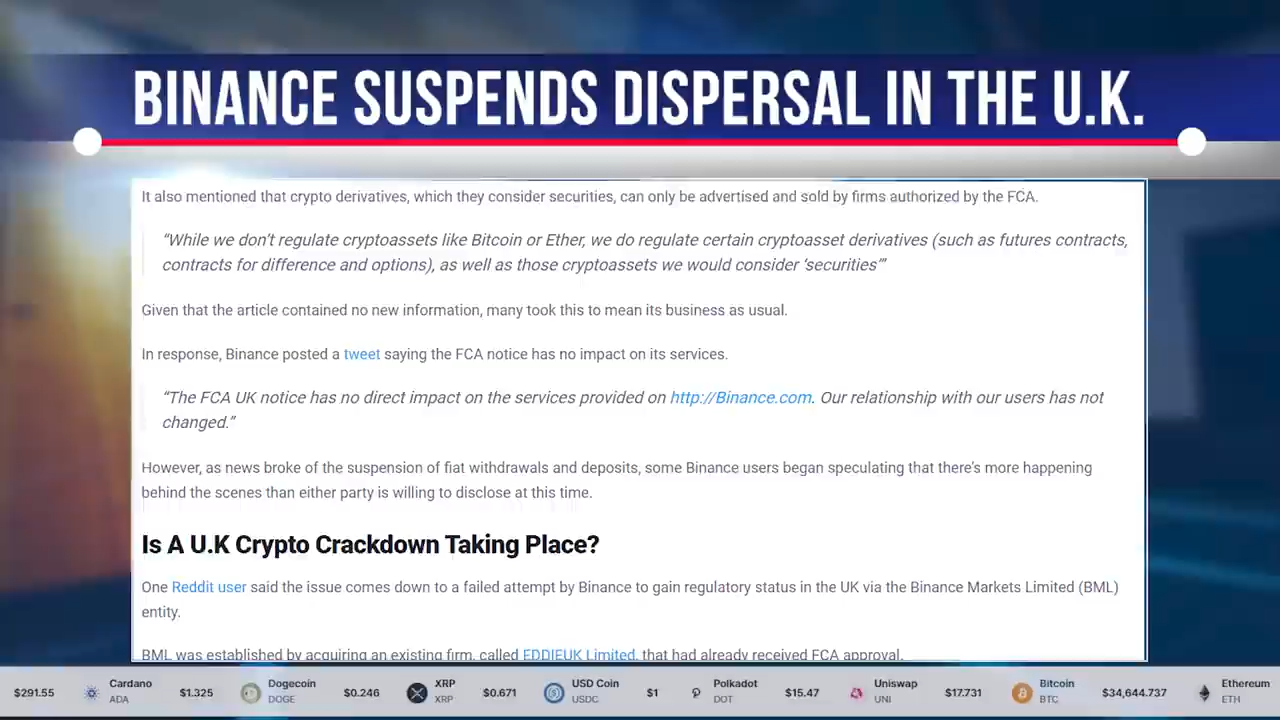 BINANCE SUSPENDS DISPERSAL IN THE U.K.
It also mentioned that crypto derivatives, which they consider securities, can only be advertised and sold by firms authorized by the FCA.
“While we don’t regulate cryptoassets like Bitcoin or Ether, we do regulate certain cryptoasset derivatives (such as futures contracts,
contracts for difference and options), as well as those cryptoassets we would consider ‘securities’”
Given that the article contained no new information, many took this to mean its business as usual.
In response, Binance posted a tweet saying the FCA notice has no impact on its services.
“The FCA UK notice has no direct impact on the services provided on http://Binance.com. Our relationship with our users has not
changed.”
However, as news broke of the suspension of fiat withdrawals and deposits, some Binance users began speculating that there’s more happening
behind the scenes than either party is willing to disclose at this time.
Is A U.K Crypto Crackdown Taking Place?
One Reddit user said the issue comes down to a failed attempt by Binance to gain regulatory status in the UK via the Binance Markets Limited (BML)
entity.
BML was established by acquiring an existing firm, called EDDIEUK Limited, that had already received FCA approval.
$291.55 Cardano ADA $1.325 Dogecoin DOGE $0.246 XRP XRP $0.671 USD Coin USDC $1 Polkadot DOT $15.47 Uniswap UNI $17.731 Bitcoin BTC $34,644.737 Ethereum ETH